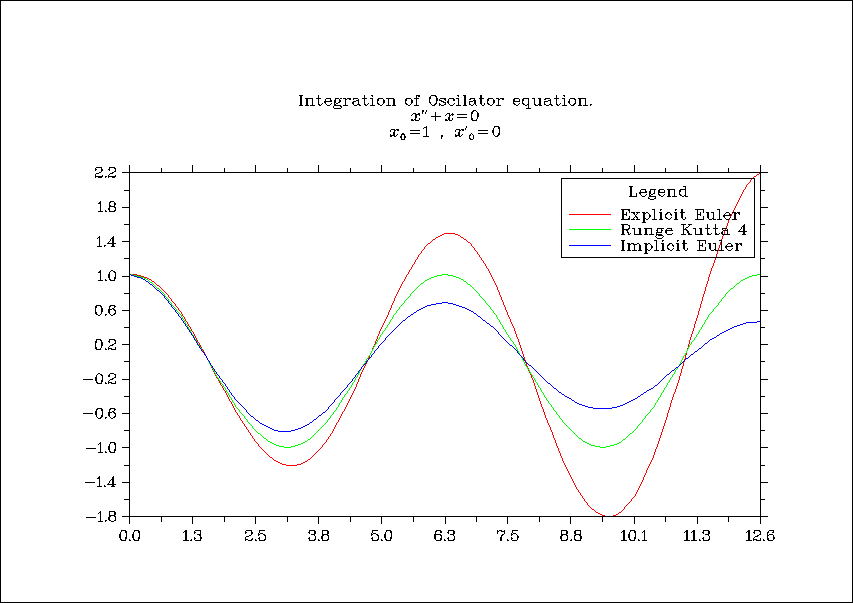 Integration of Oscilator equation.
x''+x=0
x₀=1 , x'₀=0
Legend
Explicit Euler
Runge Kutta 4
Implicit Euler
2.2
1.8
1.4
1.0
0.6
0.2
−0.2
−0.6
−1.0
−1.4
−1.8
0.0 1.3 2.5 3.8 5.0 6.3 7.5 8.8 10.1 11.3 12.6